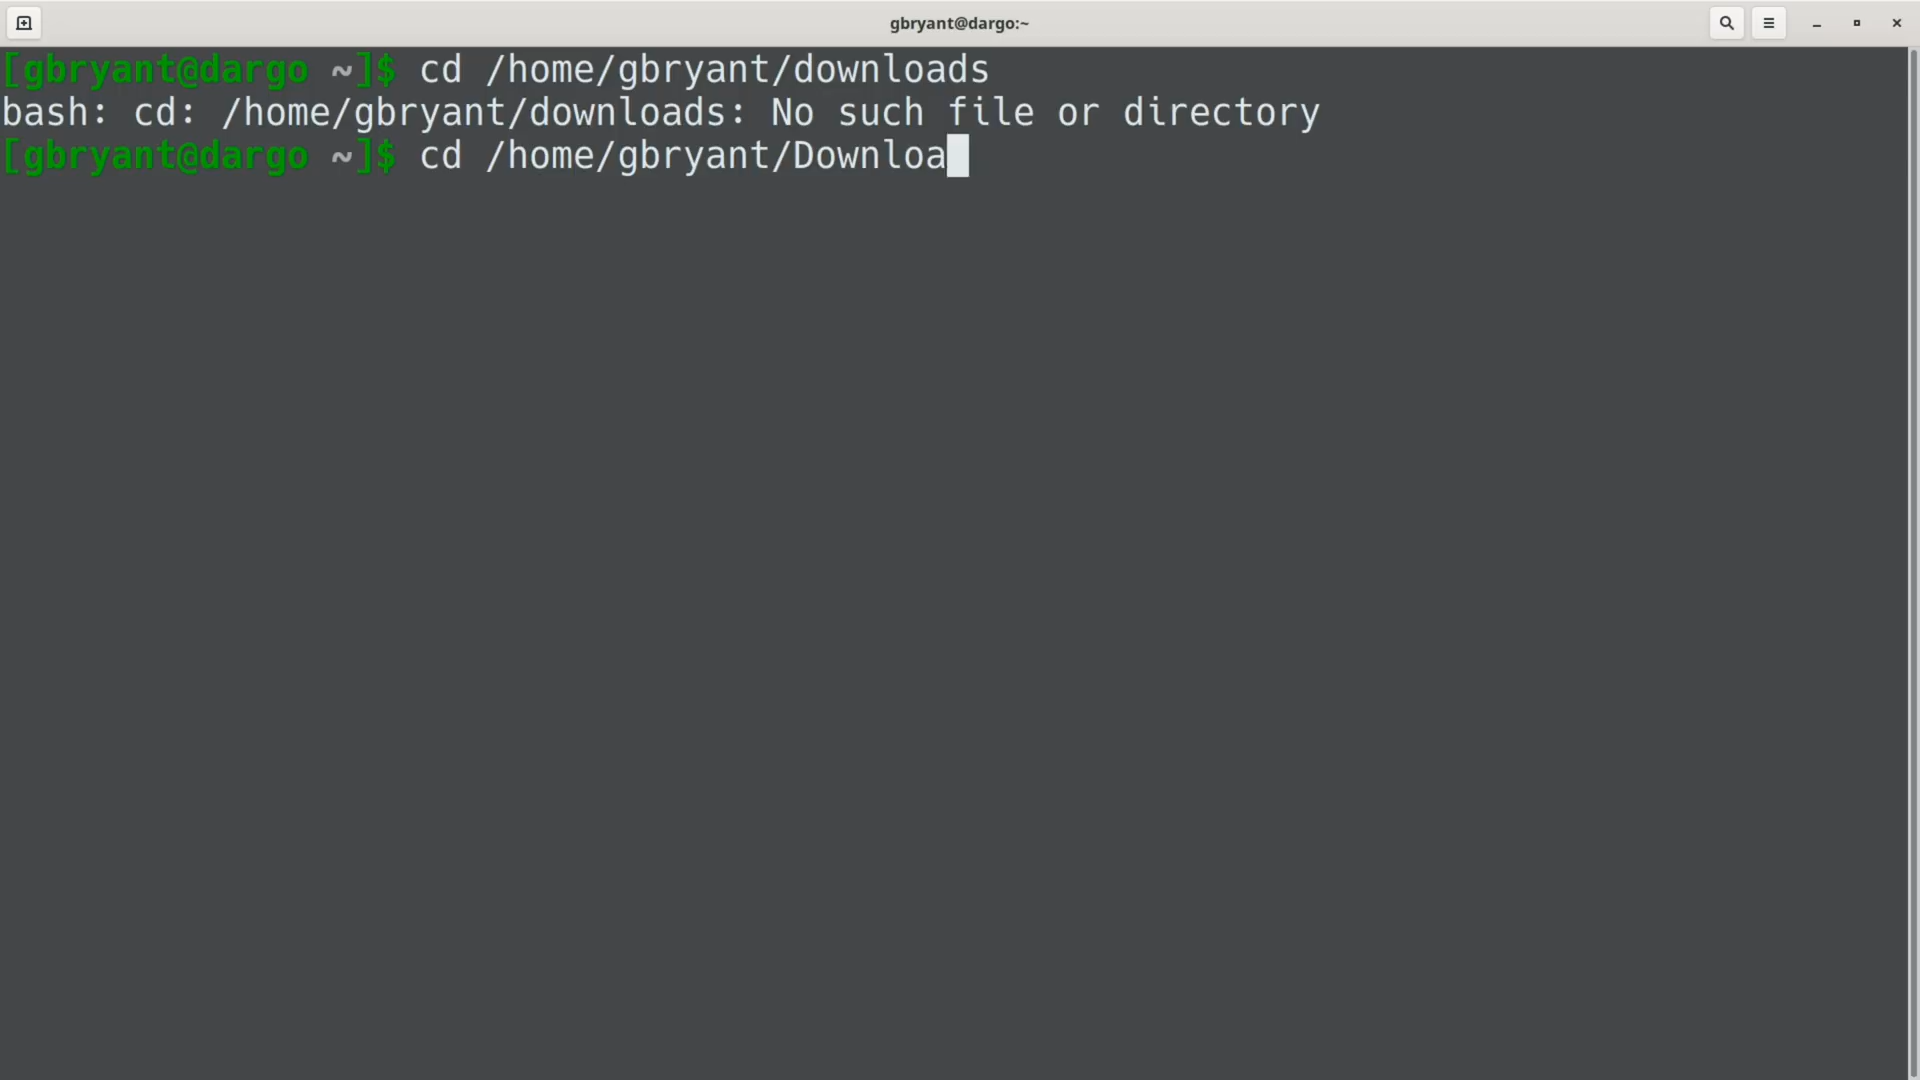 gbryant@dargo:~
[gbryant@dargo ~]$ cd /home/gbryant/downloads
bash: cd: /home/gbryant/downloads: No such file or directory
[gbryant@dargo ~]$ cd /home/gbryant/Downloa